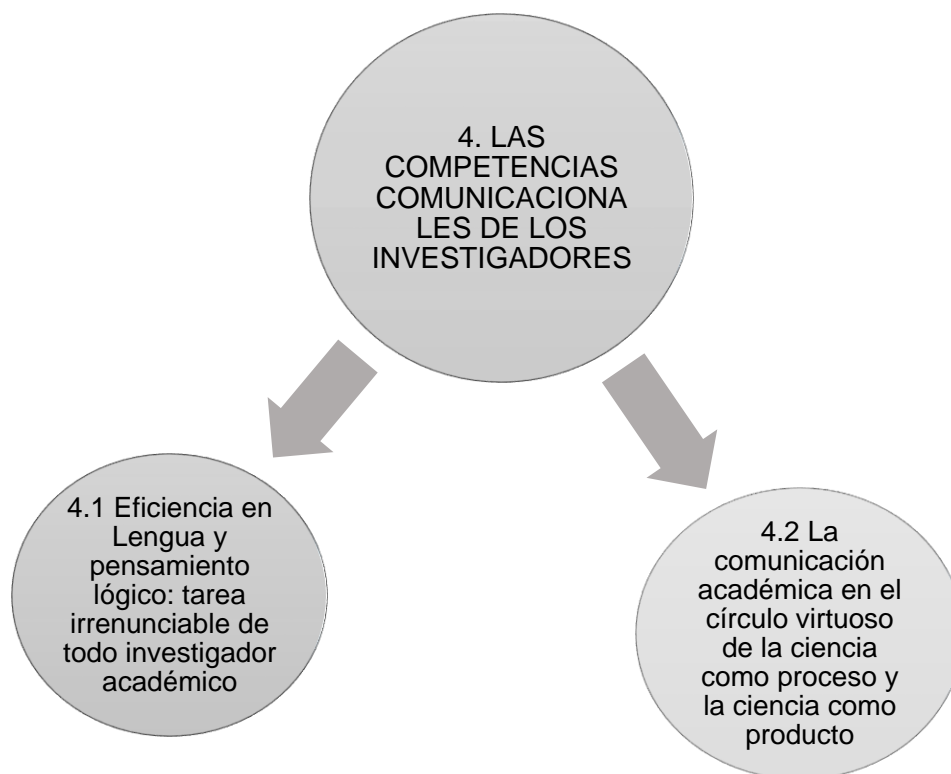 4. LAS
COMPETENCIAS
COMUNICACIONA
LES DE LOS
INVESTIGADORES
4.1 Eficiencia en
Lengua y
pensamiento
lógico: tarea
irrenunciable de
todo investigador
académico
4.2 La
comunicación
académica en el
círculo virtuoso
de la ciencia
como proceso y
la ciencia como
producto